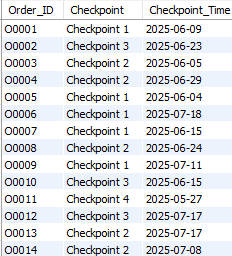 Order_ID Checkpoint Checkpoint_Time
O0001 Checkpoint 1 2025-06-09
O0002 Checkpoint 3 2025-06-23
O0003 Checkpoint 2 2025-06-05
O0004 Checkpoint 2 2025-06-29
O0005 Checkpoint 1 2025-06-04
O0006 Checkpoint 1 2025-07-18
O0007 Checkpoint 1 2025-06-15
O0008 Checkpoint 2 2025-06-24
O0009 Checkpoint 1 2025-07-11
O0010 Checkpoint 3 2025-06-15
O0011 Checkpoint 4 2025-05-27
O0012 Checkpoint 3 2025-07-17
O0013 Checkpoint 2 2025-07-17
O0014 Checkpoint 2 2025-07-08